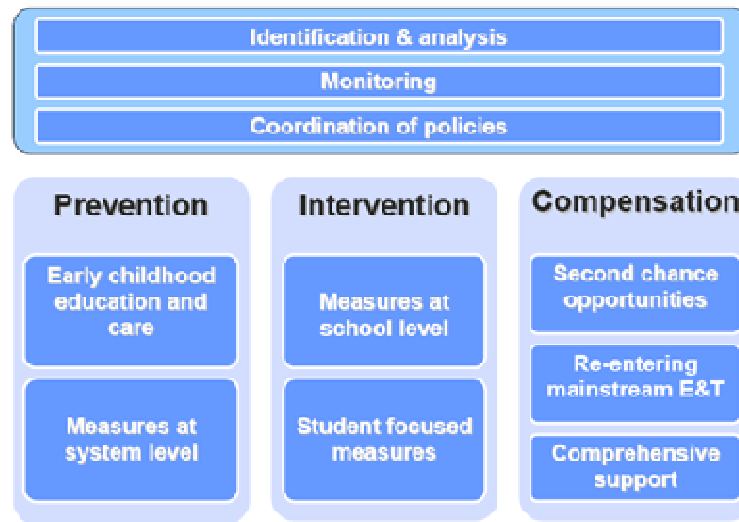 Identification & analysis
Monitoring
Coordination of policies
Prevention
Early childhood
education and
care
Measures at
system level
Intervention
Measures at
school level
Student focused
measures
Compensation
Second chance
opportunities
Re-entering
mainstream E&T
Comprehensive
support